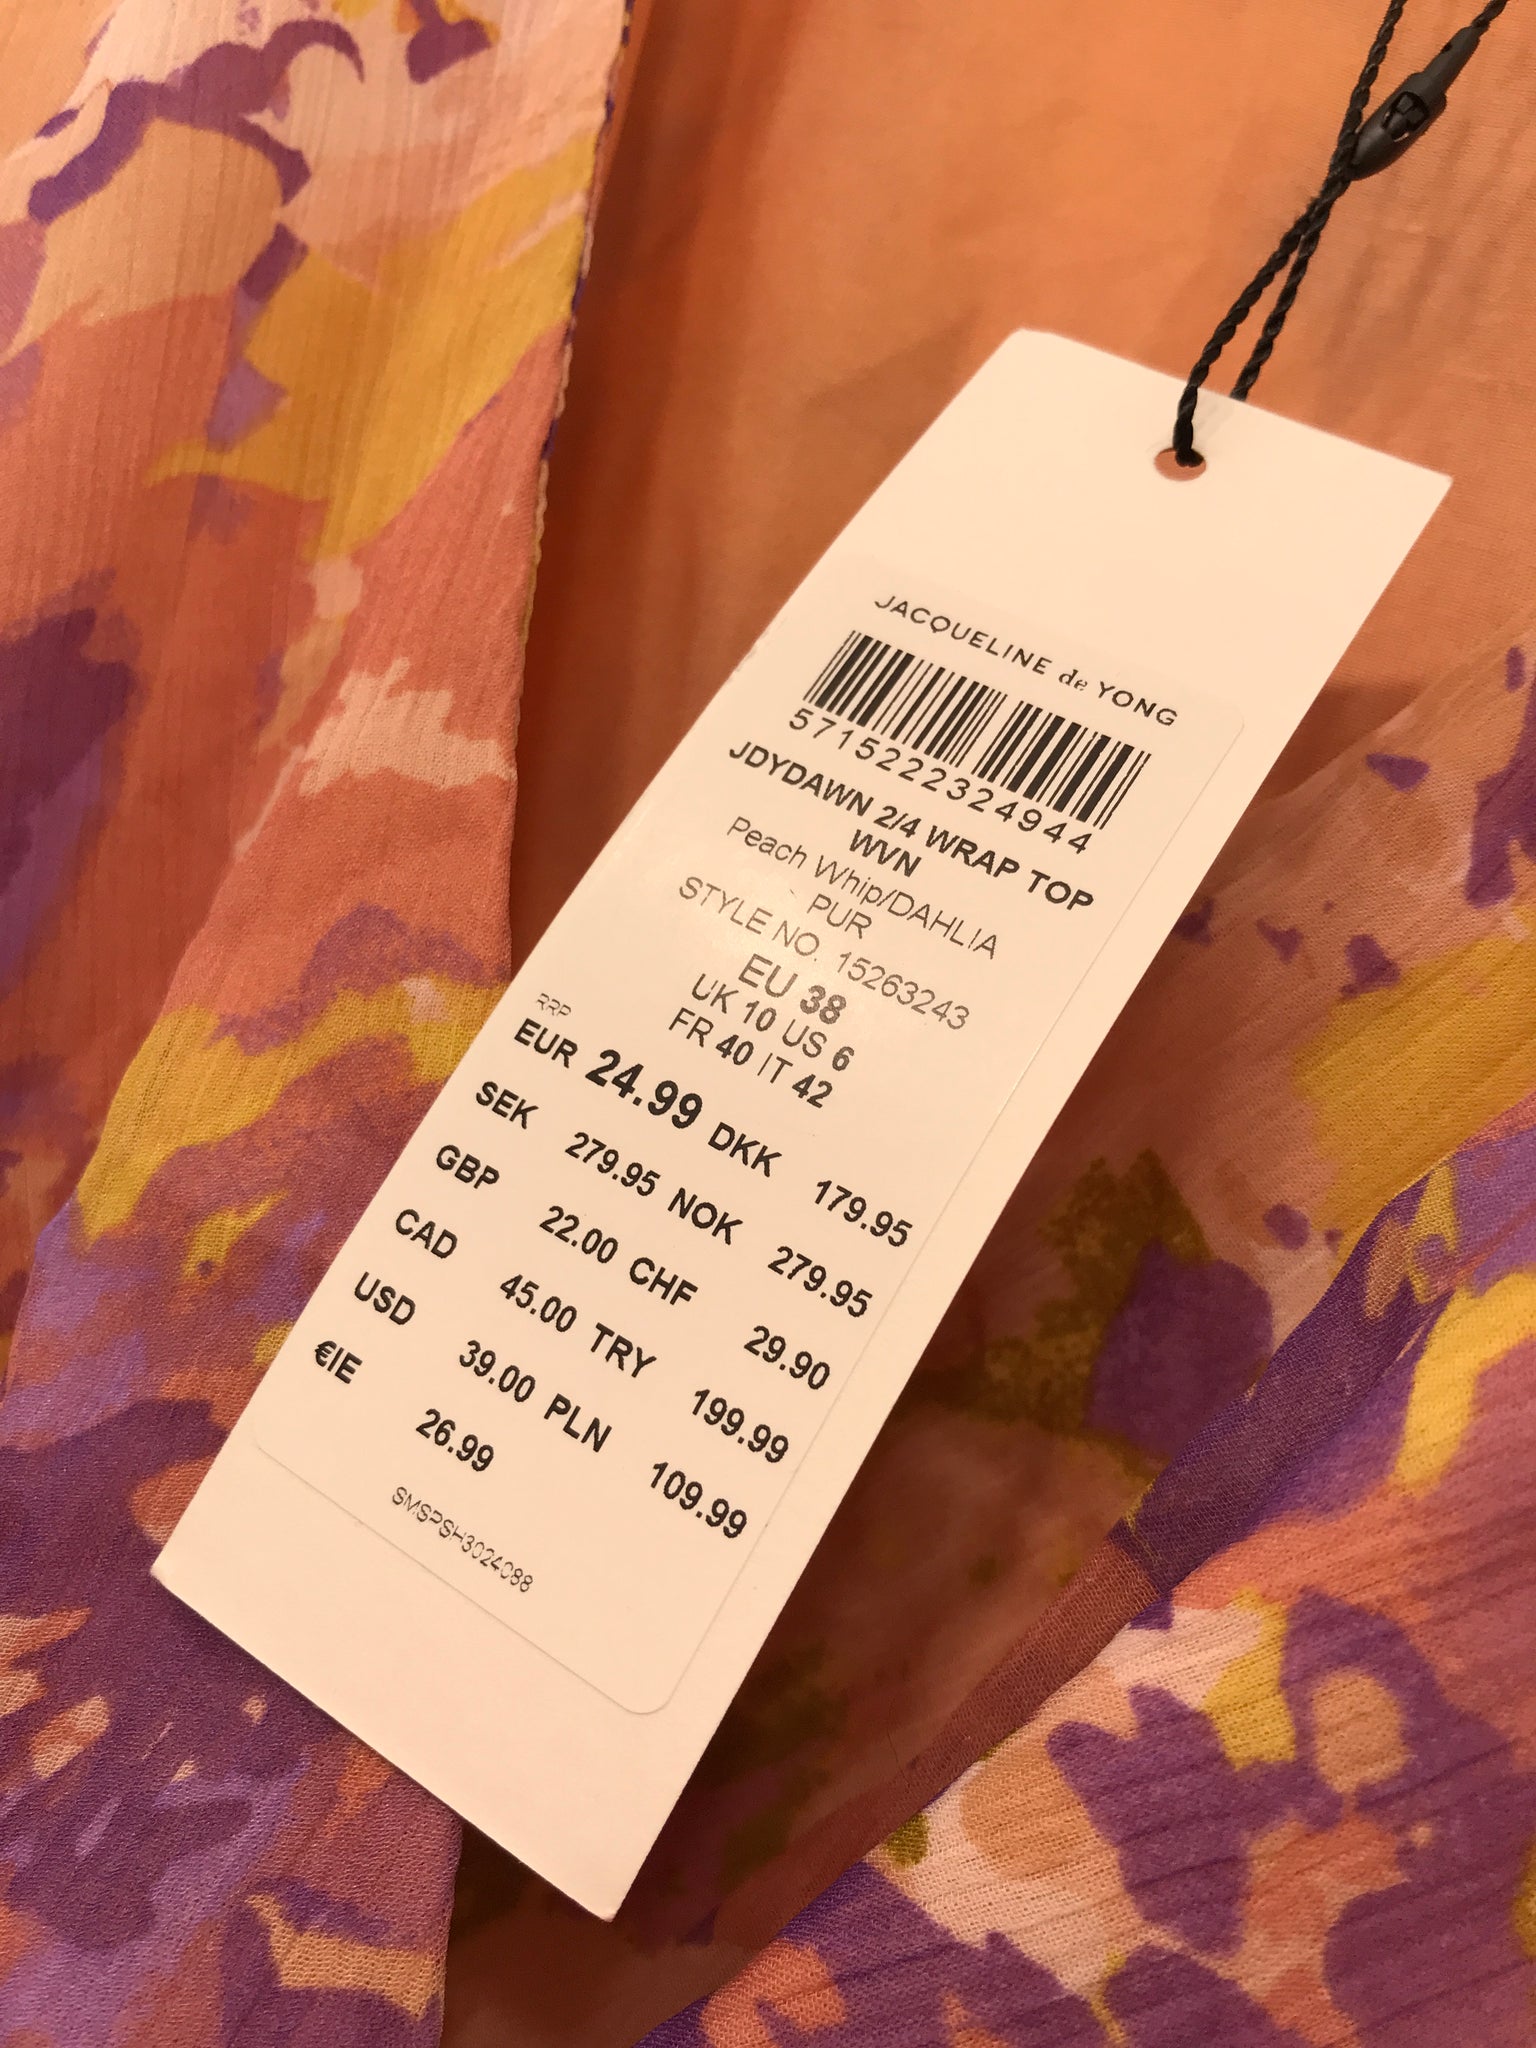 JACQUELINE de YONG
5715222324944
JDYDAWN 2/4 WRAP TOP
WVN
Peach Whip/DAHLIA
PUR
STYLE NO. 15263243
EU 38
UK 10 US 6
FR 40 IT 42
RRP
EUR 24.99 DKK 179.95
SEK 279.95 NOK 279.95
GBP 22.00 CHF 29.90
CAD 45.00 TRY 199.99
USD 39.00 PLN 109.99
€IE 26.99
SMSPSH3024088